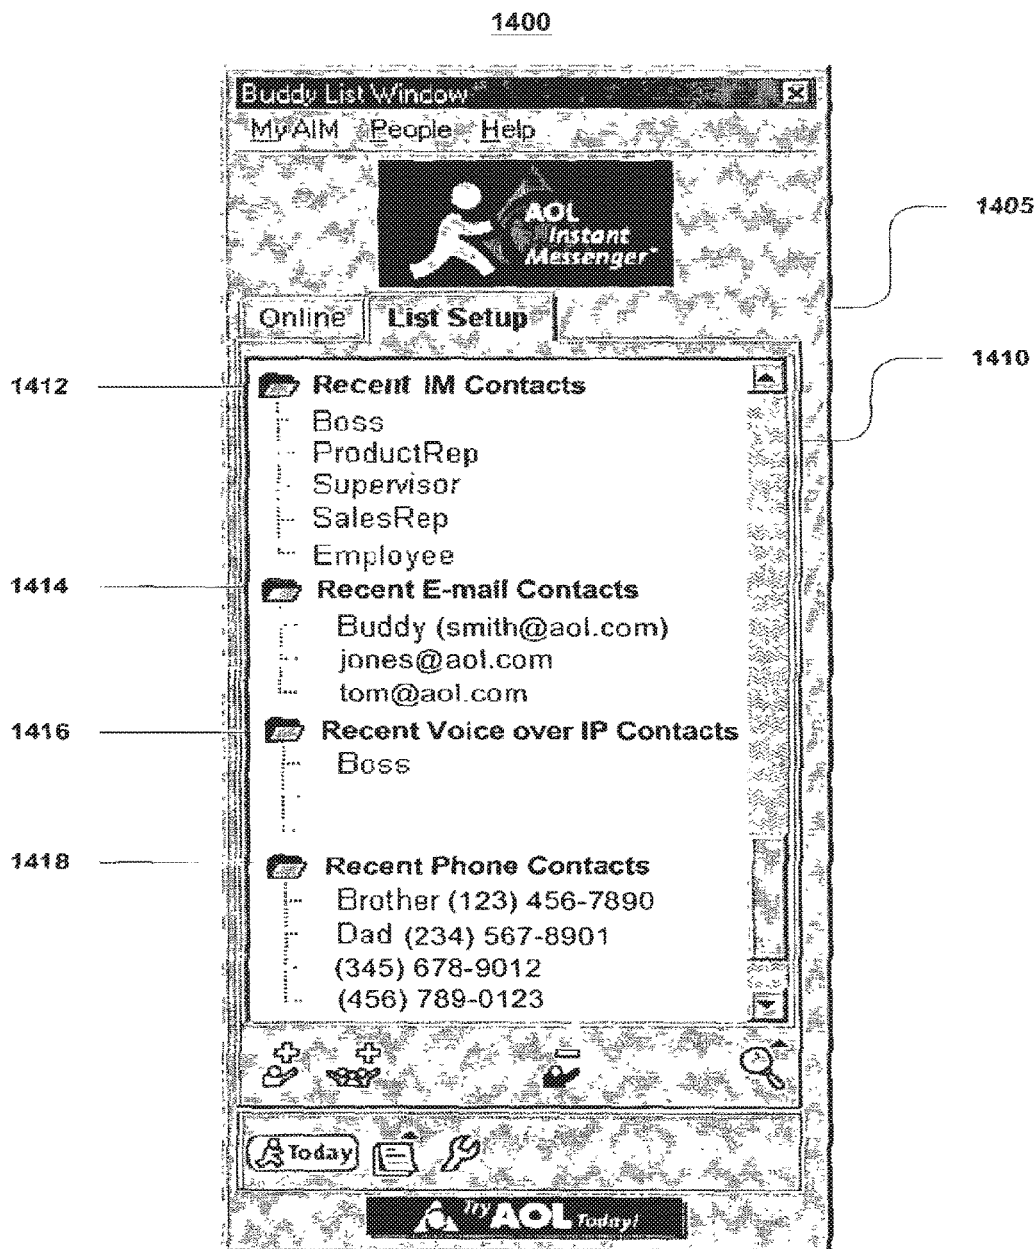 1400
Buddy List Window
My AIM People Help
AOL
Instant
Messenger
1405
Online List Setup
1410
1412 Recent IM Contacts
Boss
ProductRep
Supervisor
SalesRep
Employee
1414 Recent E-mail Contacts
Buddy (smith@aol.com)
jones@aol.com
tom@aol.com
1416 Recent Voice over IP Contacts
Boss
1418 Recent Phone Contacts
Brother (123) 456-7890
Dad (234) 567-8901
(345) 678-9012
(456) 789-0123
Today
Try AOL Today!